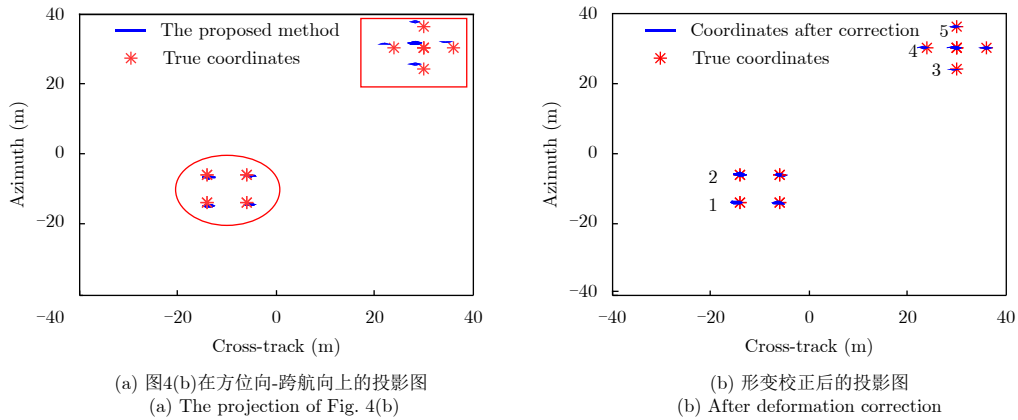 40
The proposed method
True coordinates
20
0
−20
−40
−20
0
20
40
Azimuth (m)
Cross-track (m)
(a) 图4(b)在方位向-跨航向上的投影图
(a) The projection of Fig. 4(b)
40
Coordinates after correction
True coordinates
5
4
3
20
0
2
1
−20
−40
−40
−20
0
20
40
Azimuth (m)
Cross-track (m)
(b) 形变校正后的投影图
(b) After deformation correction